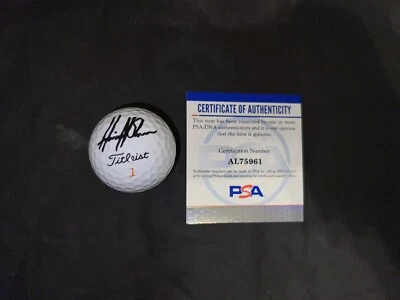 Titleist
1
CERTIFICATE OF AUTHENTICITY
This item has been examined by one or more
PSA/DNA authenticators and it is our opinion
that the item is genuine.
Certification Number:
AL75961
PSA